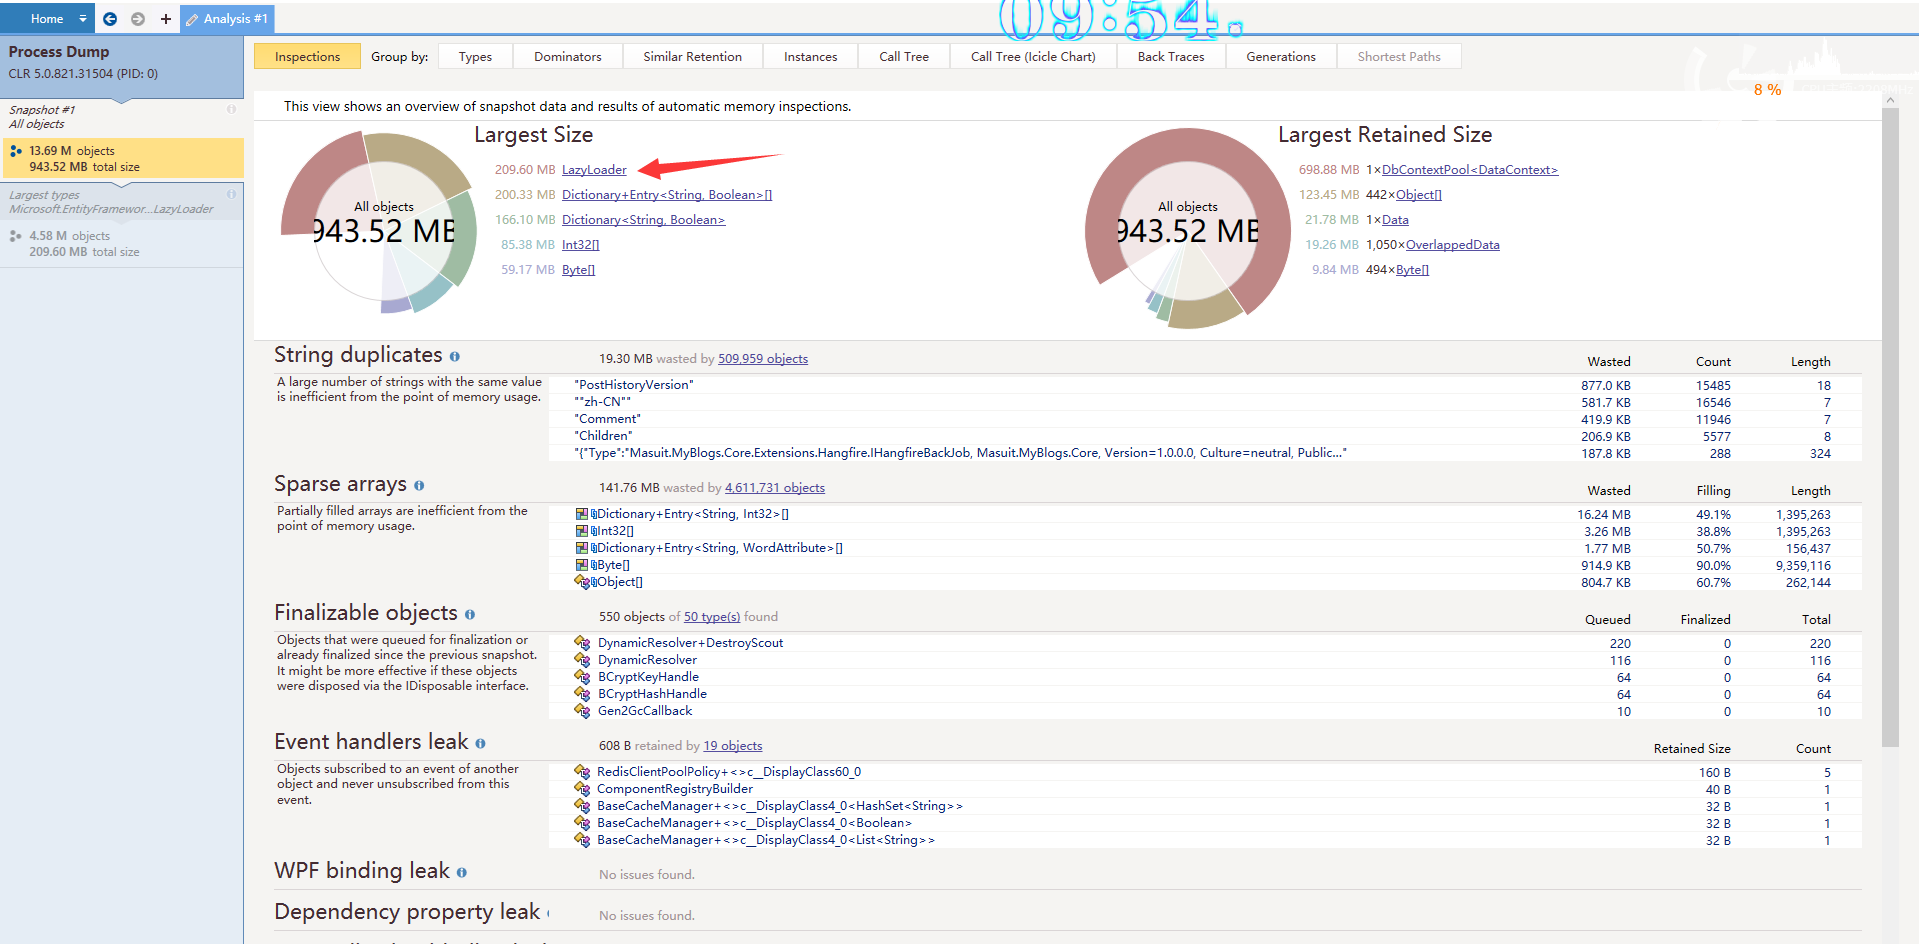 Home
Analysis #1
09:54.
Process Dump
CLR 5.0.821.31504 (PID: 0)
Snapshot #1
All objects
13.69 M objects
943.52 MB total size
Largest types
Microsoft.EntityFramewor...LazyLoader
4.58 M objects
209.60 MB total size
Inspections Group by: Types Dominators Similar Retention Instances Call Tree Call Tree (Icicle Chart) Back Traces Generations Shortest Paths
8 %
This view shows an overview of snapshot data and results of automatic memory inspections.
All objects
943.52 MB
Largest Size
209.60 MB LazyLoader
200.33 MB Dictionary+Entry<String, Boolean>[]
166.10 MB Dictionary<String, Boolean>
85.38 MB Int32[]
59.17 MB Byte[]
All objects
943.52 MB
Largest Retained Size
698.88 MB 1×DbContextPool<DataContext>
123.45 MB 442×Object[]
21.78 MB 1×Data
19.26 MB 1,050×OverlappedData
9.84 MB 494×Byte[]
String duplicates
19.30 MB wasted by 509,959 objects Wasted Count Length
A large number of strings with the same value
is inefficient from the point of memory usage.
"PostHistoryVersion" 877.0 KB 15485 18
""zh-CN"" 581.7 KB 16546 7
"Comment" 419.9 KB 11946 7
"Children" 206.9 KB 5577 8
"{"Type":"Masuit.MyBlogs.Core.Extensions.Hangfire.IHangfireBackJob, Masuit.MyBlogs.Core, Version=1.0.0.0, Culture=neutral, Public..." 187.8 KB 288 324
Sparse arrays
141.76 MB wasted by 4,611,731 objects Wasted Filling Length
Partially filled arrays are inefficient from the
point of memory usage.
Dictionary+Entry<String, Int32>[] 16.24 MB 49.1% 1,395,263
Int32[] 3.26 MB 38.8% 1,395,263
Dictionary+Entry<String, WordAttribute>[] 1.77 MB 50.7% 156,437
Byte[] 914.9 KB 90.0% 9,359,116
Object[] 804.7 KB 60.7% 262,144
Finalizable objects
550 objects of 50 type(s) found Queued Finalized Total
Objects that were queued for finalization or
already finalized since the previous snapshot.
It might be more effective if these objects
were disposed via the IDisposable interface.
DynamicResolver+DestroyScout 220 0 220
DynamicResolver 116 0 116
BCryptKeyHandle 64 0 64
BCryptHashHandle 64 0 64
Gen2GcCallback 10 0 10
Event handlers leak
608 B retained by 19 objects Retained Size Count
Objects subscribed to an event of another
object and never unsubscribed from this
event.
RedisClientPoolPolicy+<>c__DisplayClass60_0 160 B 5
ComponentRegistryBuilder 40 B 1
BaseCacheManager+<>c__DisplayClass4_0<HashSet<String>> 32 B 1
BaseCacheManager+<>c__DisplayClass4_0<Boolean> 32 B 1
BaseCacheManager+<>c__DisplayClass4_0<List<String>> 32 B 1
WPF binding leak
No issues found.
Dependency property leak
No issues found.